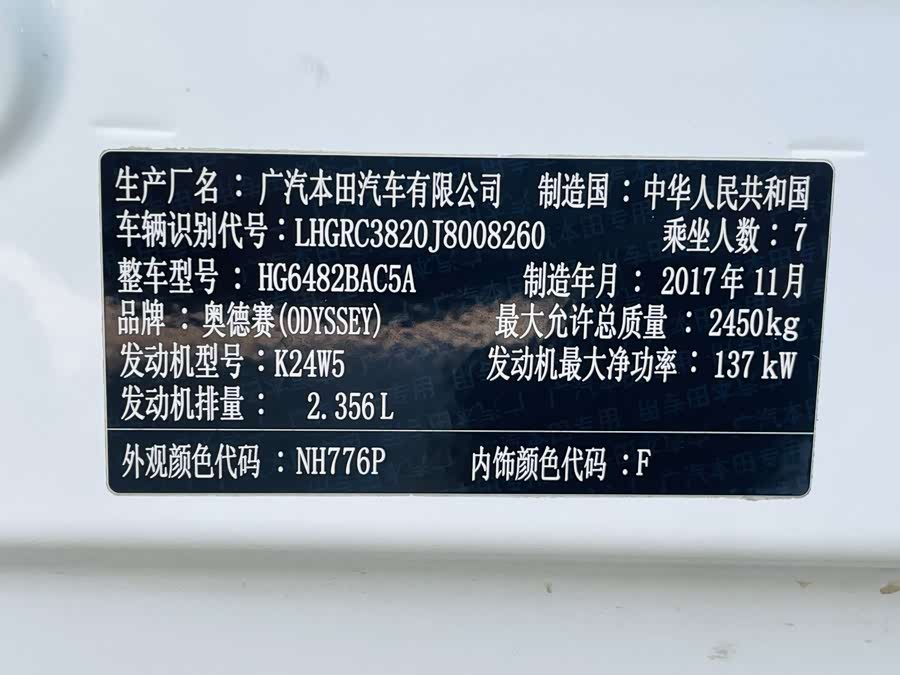 生产厂名：广汽本田汽车有限公司 制造国：中华人民共和国
车辆识别代号：LHGRC3820J8008260 乘坐人数：7
整车型号：HG6482BAC5A 制造年月：2017年11月
品牌：奥德赛(ODYSSEY) 最大允许总质量：2450kg
发动机型号：K24W5 发动机最大净功率：137kW
发动机排量：2.356L
外观颜色代码：NH776P 内饰颜色代码：F